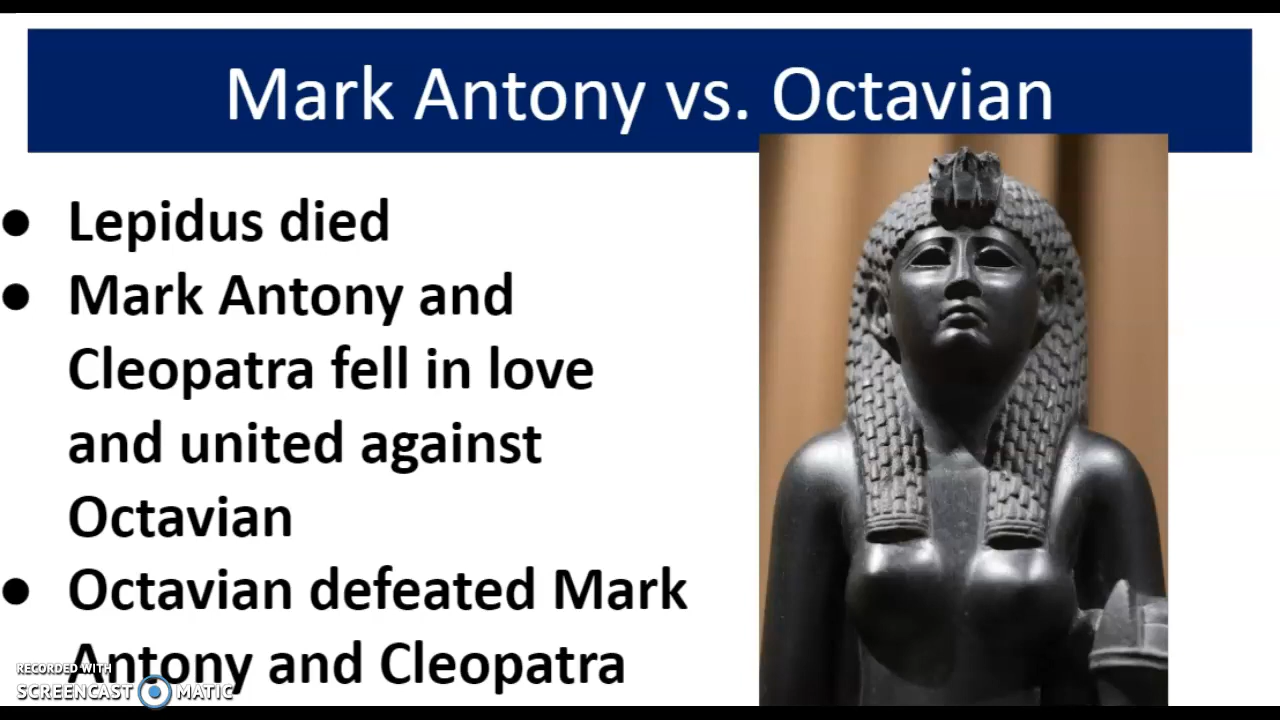 Mark Antony vs. Octavian
● Lepidus died
● Mark Antony and
Cleopatra fell in love
and united against
Octavian
● Octavian defeated Mark
Antony and Cleopatra
RECORDED WITH
SCREENCAST MATIC